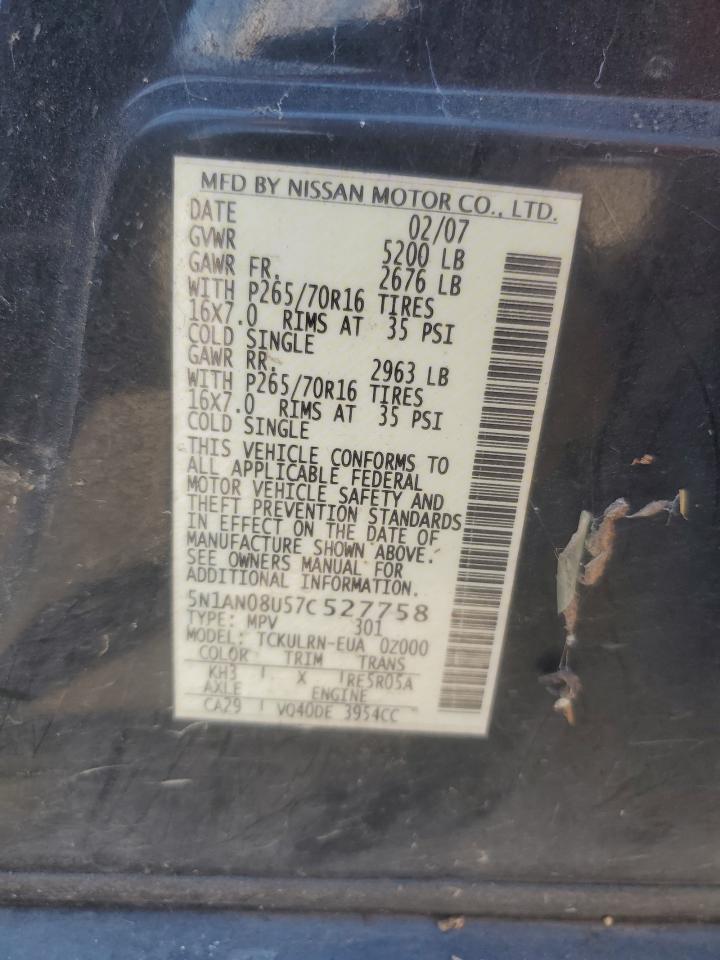 MFD BY NISSAN MOTOR CO., LTD.
DATE 02/07
GVWR 5200 LB
GAWR FR. 2676 LB
WITH P265/70R16 TIRES
16X7.0 RIMS AT 35 PSI
COLD SINGLE
GAWR RR. 2963 LB
WITH P265/70R16 TIRES
16X7.0 RIMS AT 35 PSI
COLD SINGLE
THIS VEHICLE CONFORMS TO
ALL APPLICABLE FEDERAL
MOTOR VEHICLE SAFETY AND
THEFT PREVENTION STANDARDS
IN EFFECT ON THE DATE OF
MANUFACTURE SHOWN ABOVE.
SEE OWNERS MANUAL FOR
ADDITIONAL INFORMATION.
5N1AN08U57C527758
TYPE: MPV 301
MODEL: TCKULRN-EUA 0Z000
COLOR TRIM TRANS
KH3 X RE5R05A
AXLE ENGINE
CA29 VQ40DE 3954CC